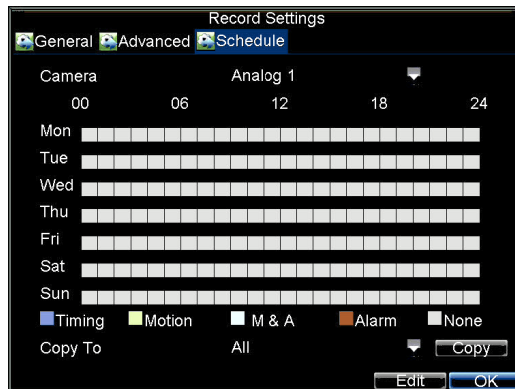 Record Settings
General Advanced Schedule
Camera Analog 1
00 06 12 18 24
Mon
Tue
Wed
Thu
Fri
Sat
Sun
Timing Motion M & A Alarm None
Copy To All Copy
Edit OK